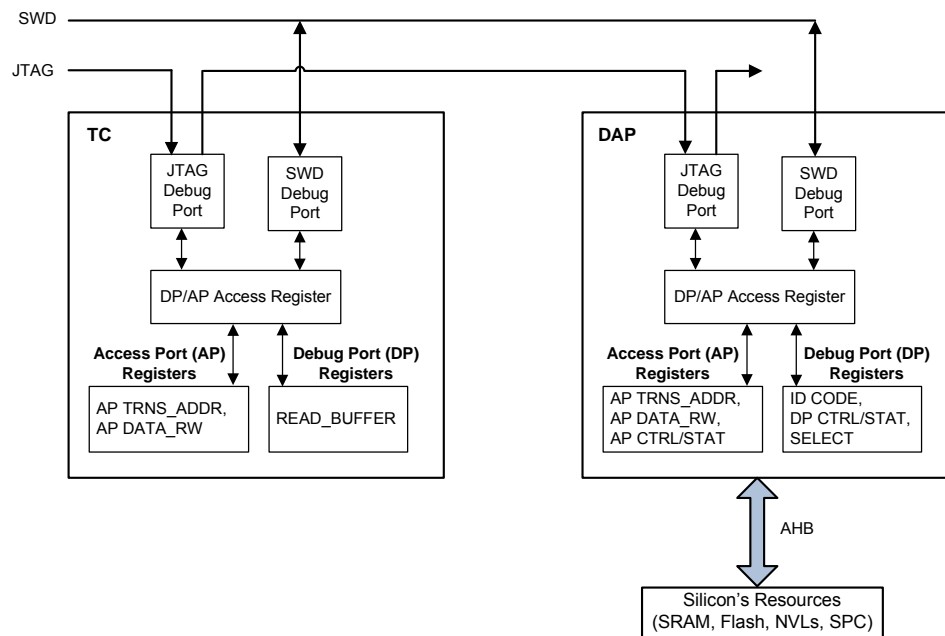 SWD
JTAG
TC
JTAG
Debug
Port
SWD
Debug
Port
DP/AP Access Register
Access Port (AP)
Registers
Debug Port (DP)
Registers
AP TRNS_ADDR,
AP DATA_RW
READ_BUFFER
DAP
JTAG
Debug
Port
SWD
Debug
Port
DP/AP Access Register
Access Port (AP)
Registers
Debug Port (DP)
Registers
AP TRNS_ADDR,
AP DATA_RW,
AP CTRL/STAT
ID CODE,
DP CTRL/STAT,
SELECT
AHB
Silicon's Resources
(SRAM, Flash, NVLs, SPC)